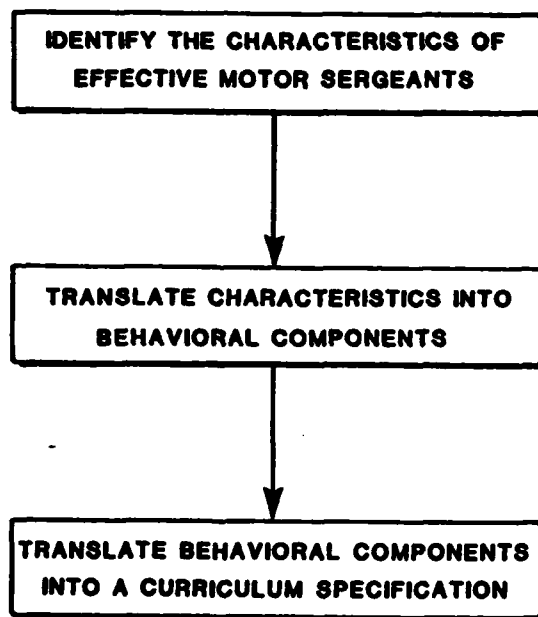 IDENTIFY THE CHARACTERISTICS OF
EFFECTIVE MOTOR SERGEANTS
TRANSLATE CHARACTERISTICS INTO
BEHAVIORAL COMPONENTS
TRANSLATE BEHAVIORAL COMPONENTS
INTO A CURRICULUM SPECIFICATION